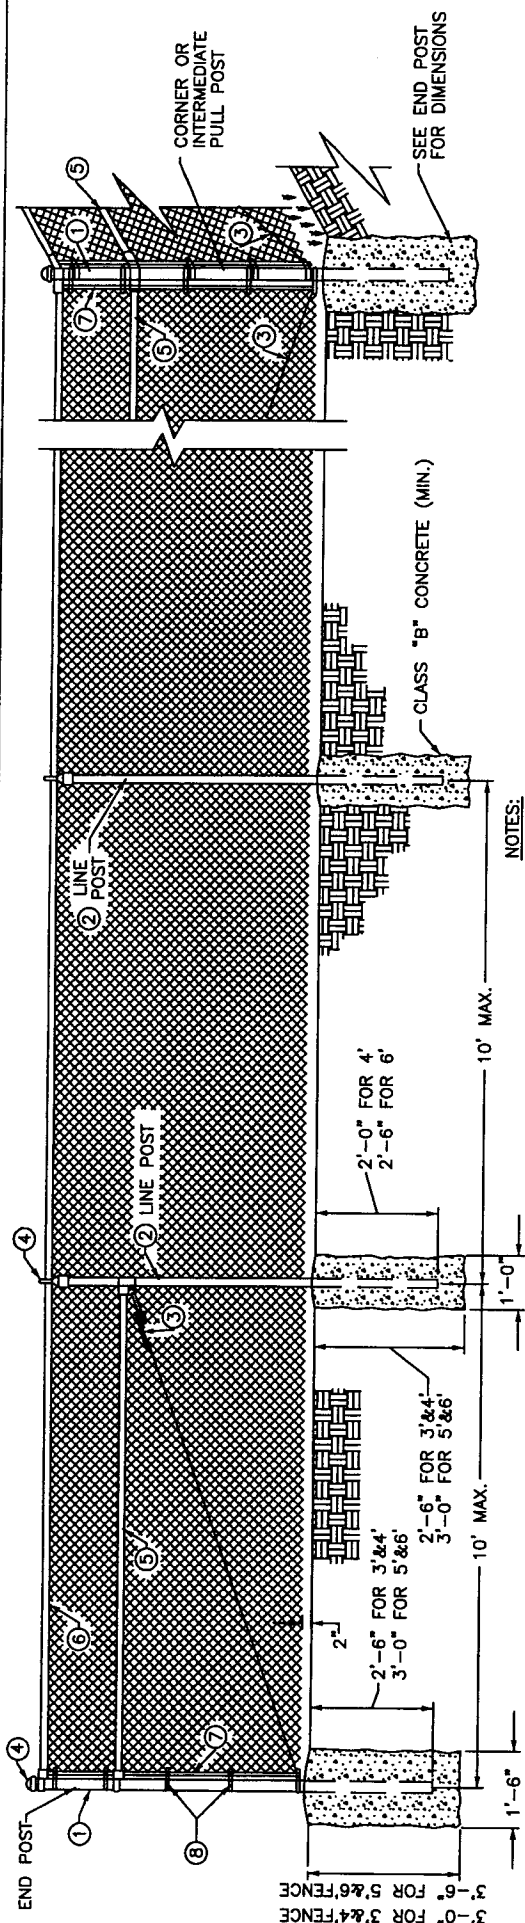 END POST
④
①
⑧
⑦
⑥
⑤
③
④
② LINE POST
② LINE
POST
⑦
①
⑤
⑤
③
③
CORNER OR
INTERMEDIATE
PULL POST
SEE END POST
FOR DIMENSIONS
CLASS "B" CONCRETE (MIN.)
2"
2'-6" FOR 3'&4'
3'-0" FOR 5'&6'
2'-6" FOR 3'&4'
3'-0" FOR 5'&6'
2'-0" FOR 4'
2'-6" FOR 6'
3'-0" FOR 3'&4'FENCE
3'-6" FOR 5'&6'FENCE
1'-6"
1'-0"
10' MAX.
10' MAX.
NOTES: